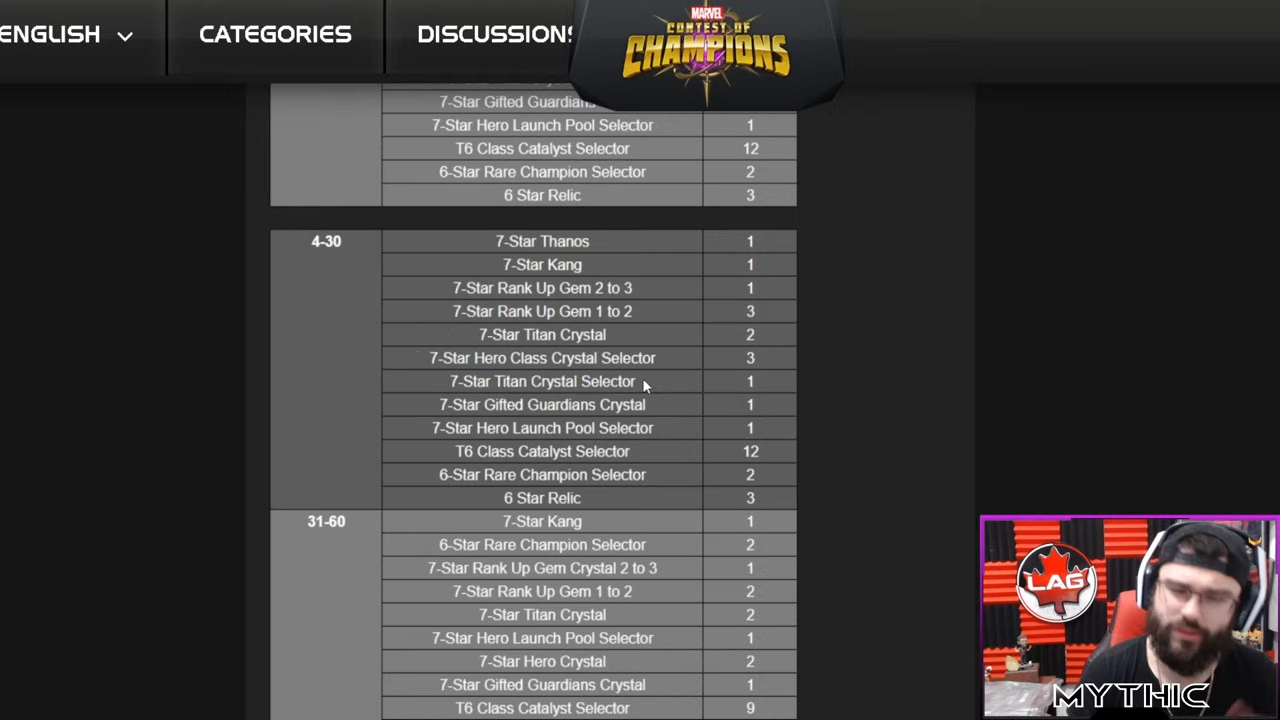 ENGLISH CATEGORIES DISCUSSIONS
MARVEL
CONTEST OF
CHAMPIONS
7-Star Gifted Guardians
7-Star Hero Launch Pool Selector 1
T6 Class Catalyst Selector 12
6-Star Rare Champion Selector 2
6 Star Relic 3
4-30 7-Star Thanos 1
7-Star Kang 1
7-Star Rank Up Gem 2 to 3 1
7-Star Rank Up Gem 1 to 2 3
7-Star Titan Crystal 2
7-Star Hero Class Crystal Selector 3
7-Star Titan Crystal Selector 1
7-Star Gifted Guardians Crystal 1
7-Star Hero Launch Pool Selector 1
T6 Class Catalyst Selector 12
6-Star Rare Champion Selector 2
6 Star Relic 3
31-60 7-Star Kang 1
6-Star Rare Champion Selector 2
7-Star Rank Up Gem Crystal 2 to 3 1
7-Star Rank Up Gem 1 to 2 2
7-Star Titan Crystal 2
7-Star Hero Launch Pool Selector 1
7-Star Hero Crystal 2
7-Star Gifted Guardians Crystal 1
T6 Class Catalyst Selector 9
LAG
MYTHIC